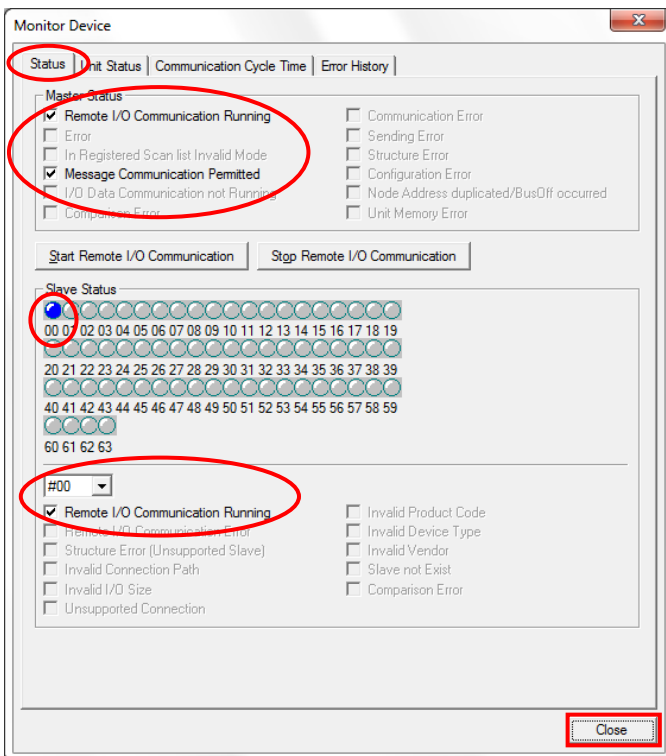 Monitor Device
Status Unit Status Communication Cycle Time Error History
Master Status
Remote I/O Communication Running
Error
In Registered Scan list Invalid Mode
Message Communication Permitted
I/O Data Communication not Running
Comparison Error
Communication Error
Sending Error
Structure Error
Configuration Error
Node Address duplicated/BusOff occurred
Unit Memory Error
Start Remote I/O Communication Stop Remote I/O Communication
Slave Status
00 01 02 03 04 05 06 07 08 09 10 11 12 13 14 15 16 17 18 19
20 21 22 23 24 25 26 27 28 29 30 31 32 33 34 35 36 37 38 39
40 41 42 43 44 45 46 47 48 49 50 51 52 53 54 55 56 57 58 59
60 61 62 63
#00
Remote I/O Communication Running
Remote I/O Communication Error
Structure Error (Unsupported Slave)
Invalid Connection Path
Invalid I/O Size
Unsupported Connection
Invalid Product Code
Invalid Device Type
Invalid Vendor
Slave not Exist
Comparison Error
Close